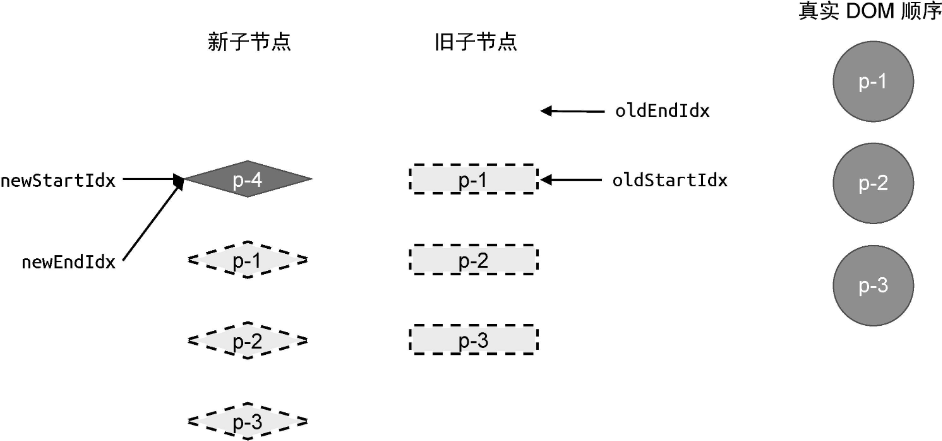 真实 DOM 顺序
新子节点
旧子节点
p-1
oldEndIdx
newStartIdx
p-4
p-1
oldStartIdx
p-2
newEndIdx
p-1
p-2
p-3
p-2
p-3
p-3